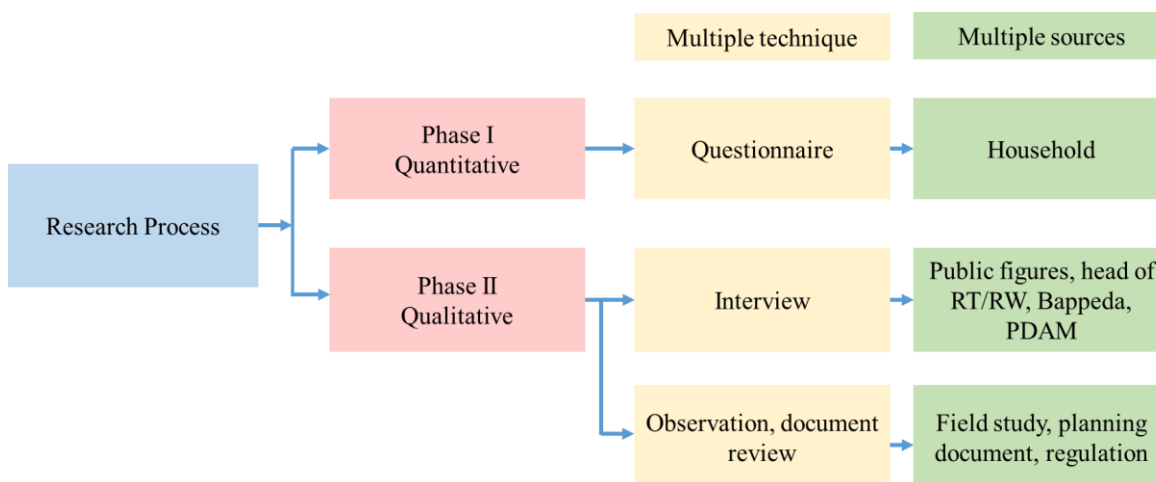 Multiple technique
Multiple sources
Phase I
Quantitative
Questionnaire
Household
Research Process
Phase II
Qualitative
Interview
Public figures, head of
RT/RW, Bappeda,
PDAM
Observation, document
review
Field study, planning
document, regulation